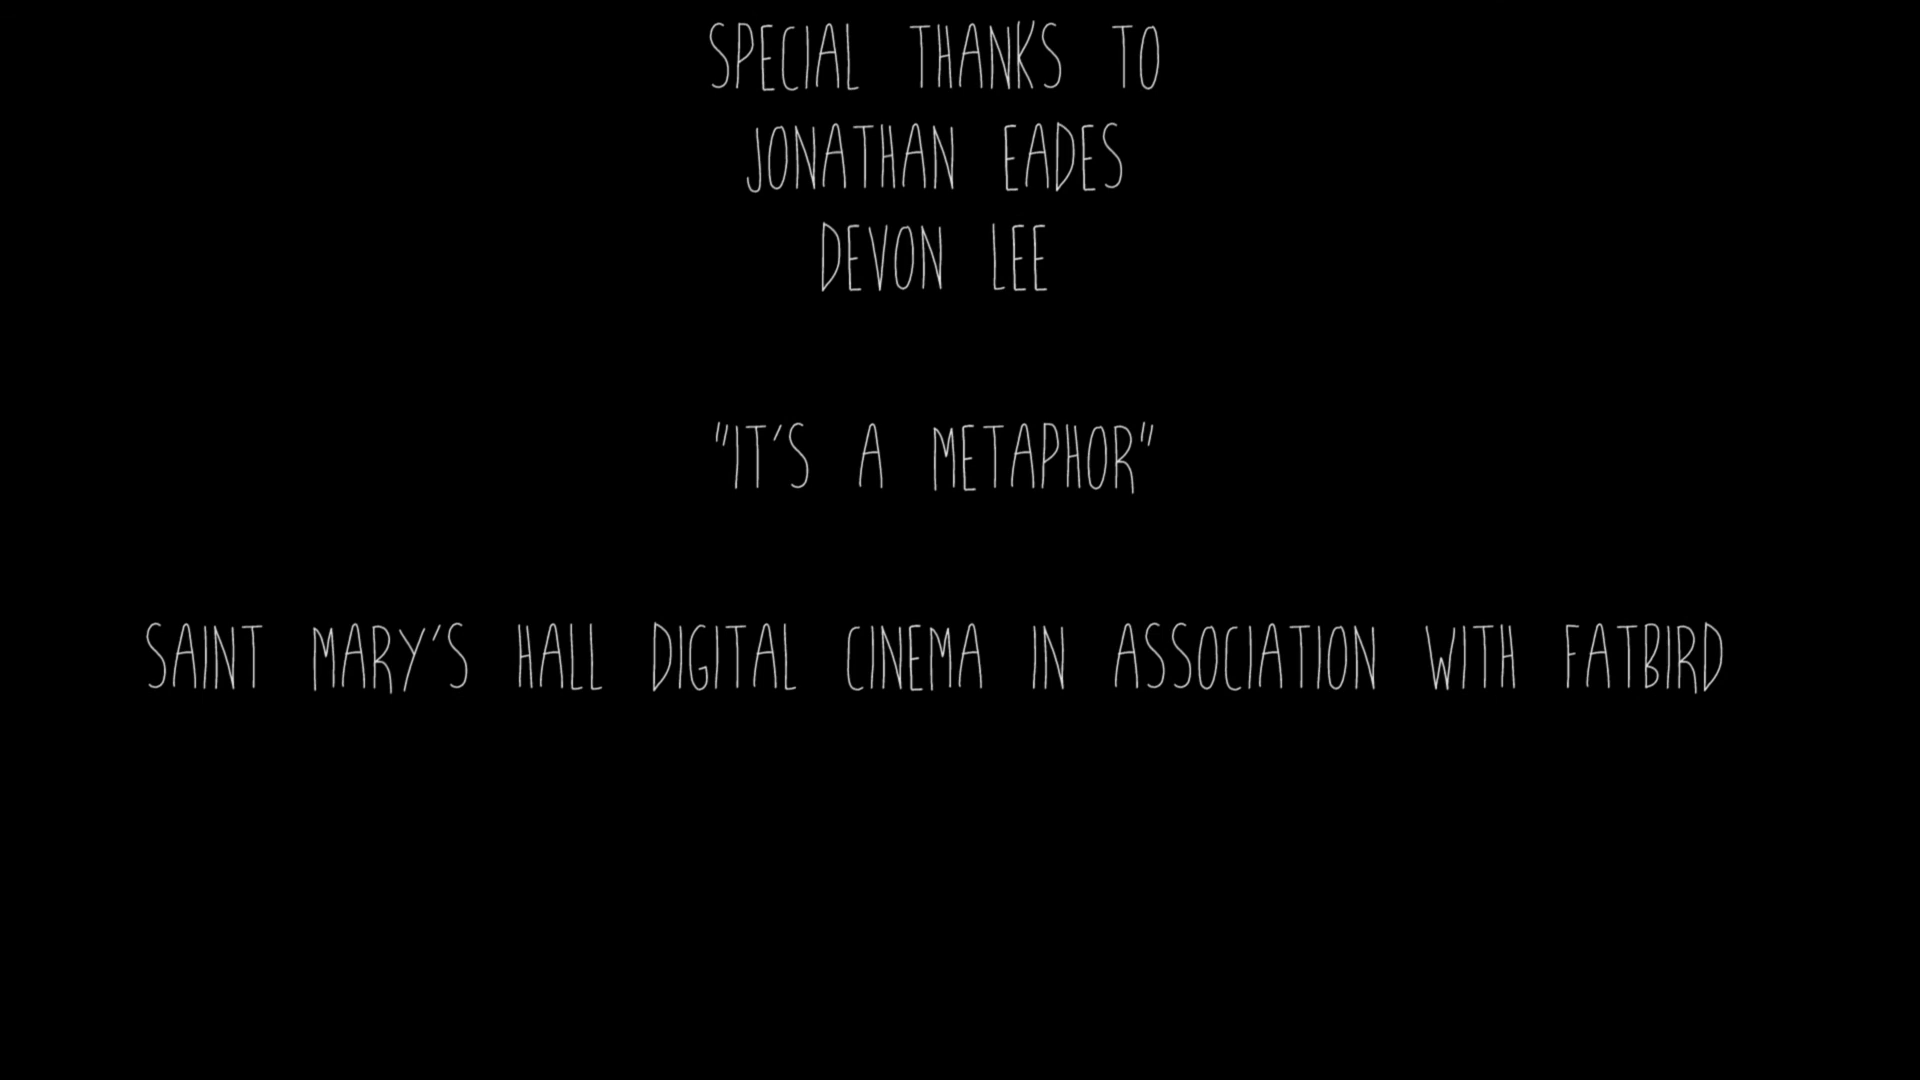 SPECIAL THANKS TO
JONATHAN EADES
DEVON LEE
"IT'S A METAPHOR"
SAINT MARY'S HALL DIGITAL CINEMA IN ASSOCIATION WITH FATBIRD